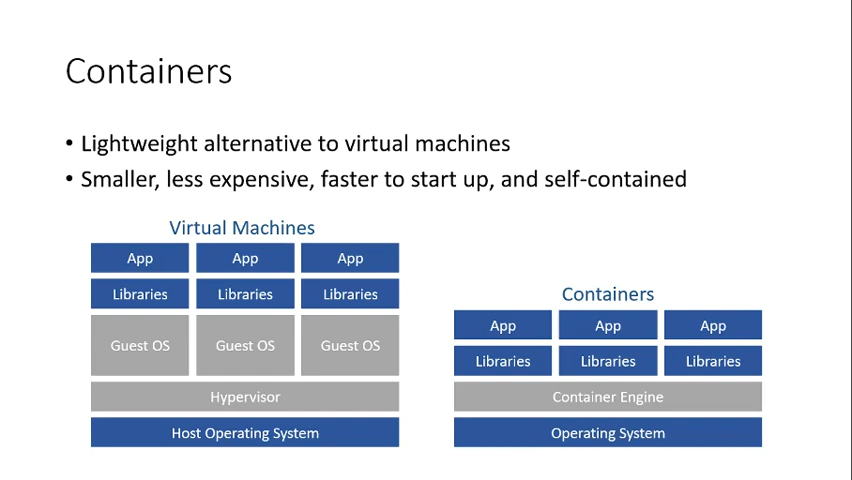 Containers
• Lightweight alternative to virtual machines
• Smaller, less expensive, faster to start up, and self-contained
Virtual Machines
App App App
Libraries Libraries Libraries
Guest OS Guest OS Guest OS
Hypervisor
Host Operating System
Containers
App App App
Libraries Libraries Libraries
Container Engine
Operating System